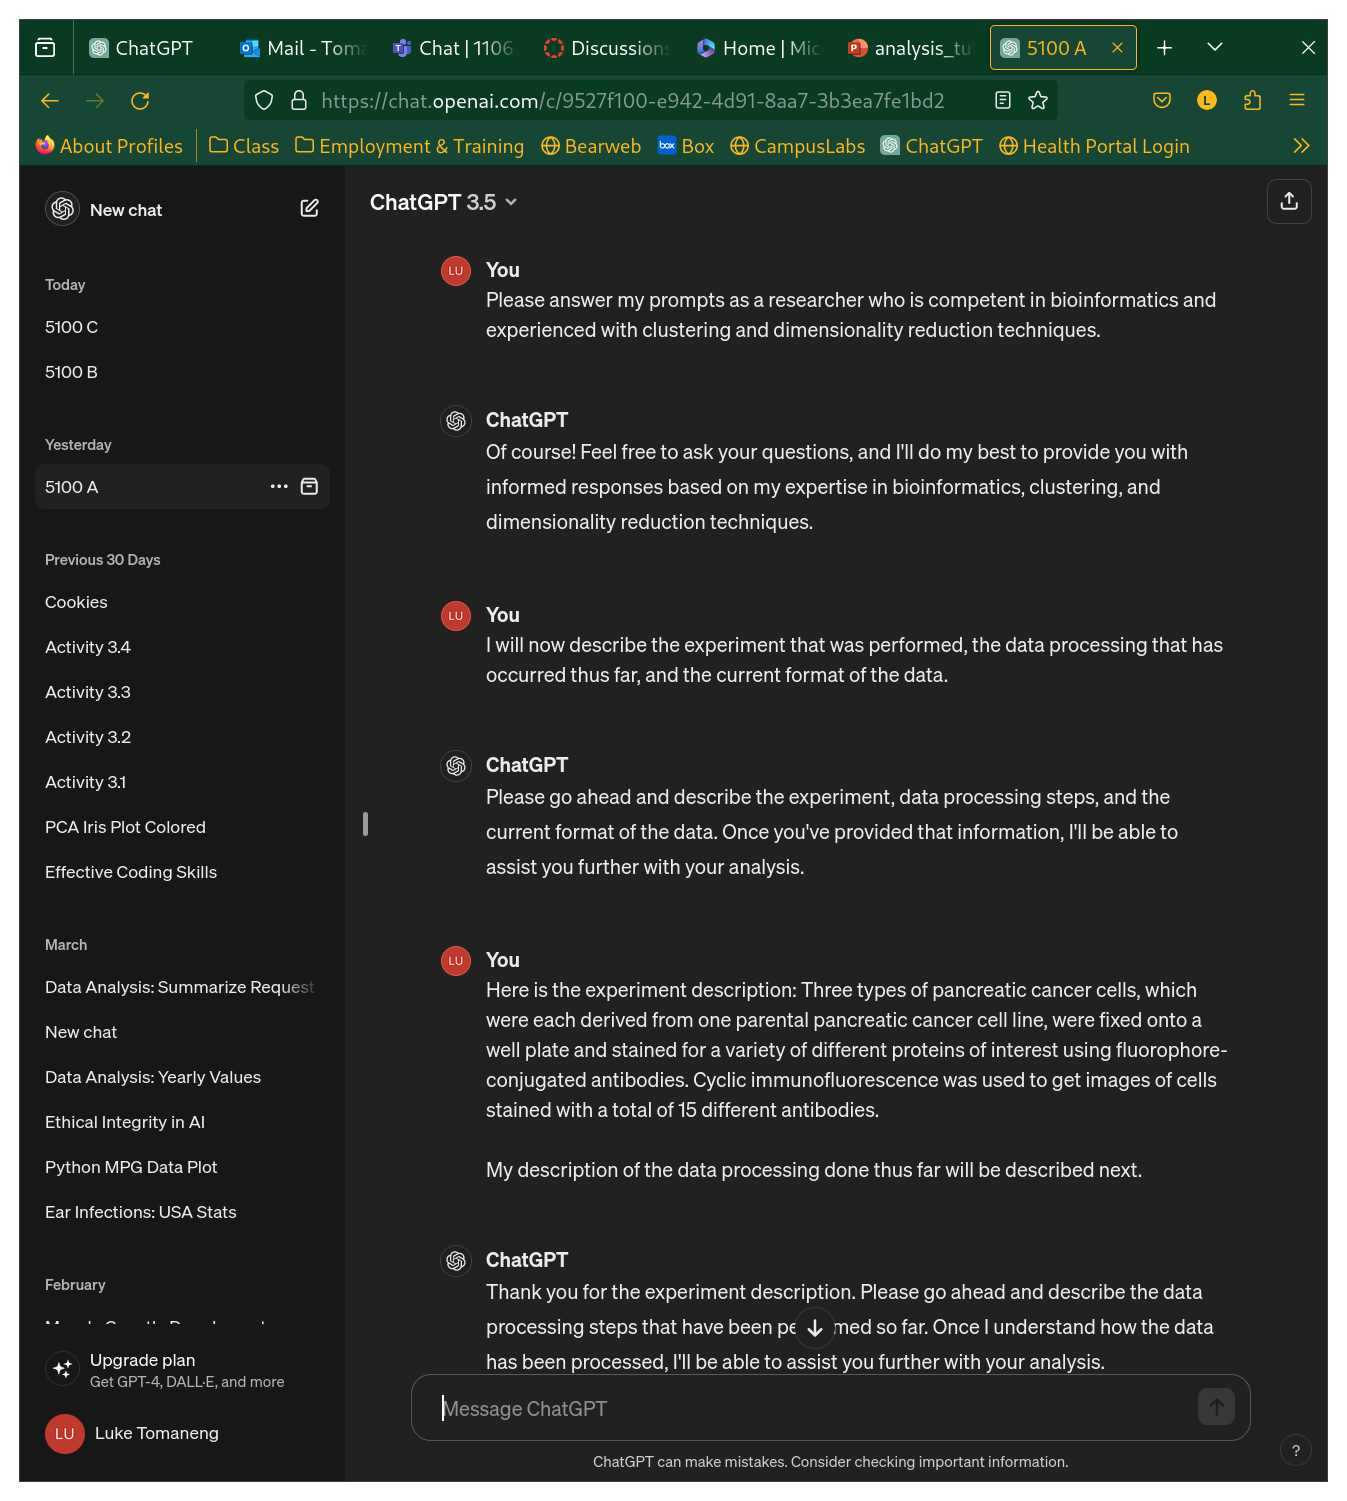 ChatGPT
Mail - Toma
Chat | 1106
Discussions
Home | Mic
analysis_tu
5100 A
https://chat.openai.com/c/9527f100-e942-4d91-8aa7-3b3ea7fe1bd2
L
About Profiles
Class
Employment & Training
Bearweb
box
Box
CampusLabs
ChatGPT
Health Portal Login
New chat
Today
5100 C
5100 B
Yesterday
5100 A
Previous 30 Days
Cookies
Activity 3.4
Activity 3.3
Activity 3.2
Activity 3.1
PCA Iris Plot Colored
Effective Coding Skills
March
Data Analysis: Summarize Request
New chat
Data Analysis: Yearly Values
Ethical Integrity in AI
Python MPG Data Plot
Ear Infections: USA Stats
February
Upgrade plan
Get GPT-4, DALL·E, and more
LU
Luke Tomaneng
ChatGPT 3.5
LU
You
Please answer my prompts as a researcher who is competent in bioinformatics and
experienced with clustering and dimensionality reduction techniques.
ChatGPT
Of course! Feel free to ask your questions, and I'll do my best to provide you with
informed responses based on my expertise in bioinformatics, clustering, and
dimensionality reduction techniques.
LU
You
I will now describe the experiment that was performed, the data processing that has
occurred thus far, and the current format of the data.
ChatGPT
Please go ahead and describe the experiment, data processing steps, and the
current format of the data. Once you've provided that information, I'll be able to
assist you further with your analysis.
LU
You
Here is the experiment description: Three types of pancreatic cancer cells, which
were each derived from one parental pancreatic cancer cell line, were fixed onto a
well plate and stained for a variety of different proteins of interest using fluorophore-
conjugated antibodies. Cyclic immunofluorescence was used to get images of cells
stained with a total of 15 different antibodies.
My description of the data processing done thus far will be described next.
ChatGPT
Thank you for the experiment description. Please go ahead and describe the data
processing steps that have been performed so far. Once I understand how the data
has been processed, I'll be able to assist you further with your analysis.
Message ChatGPT
ChatGPT can make mistakes. Consider checking important information.
?